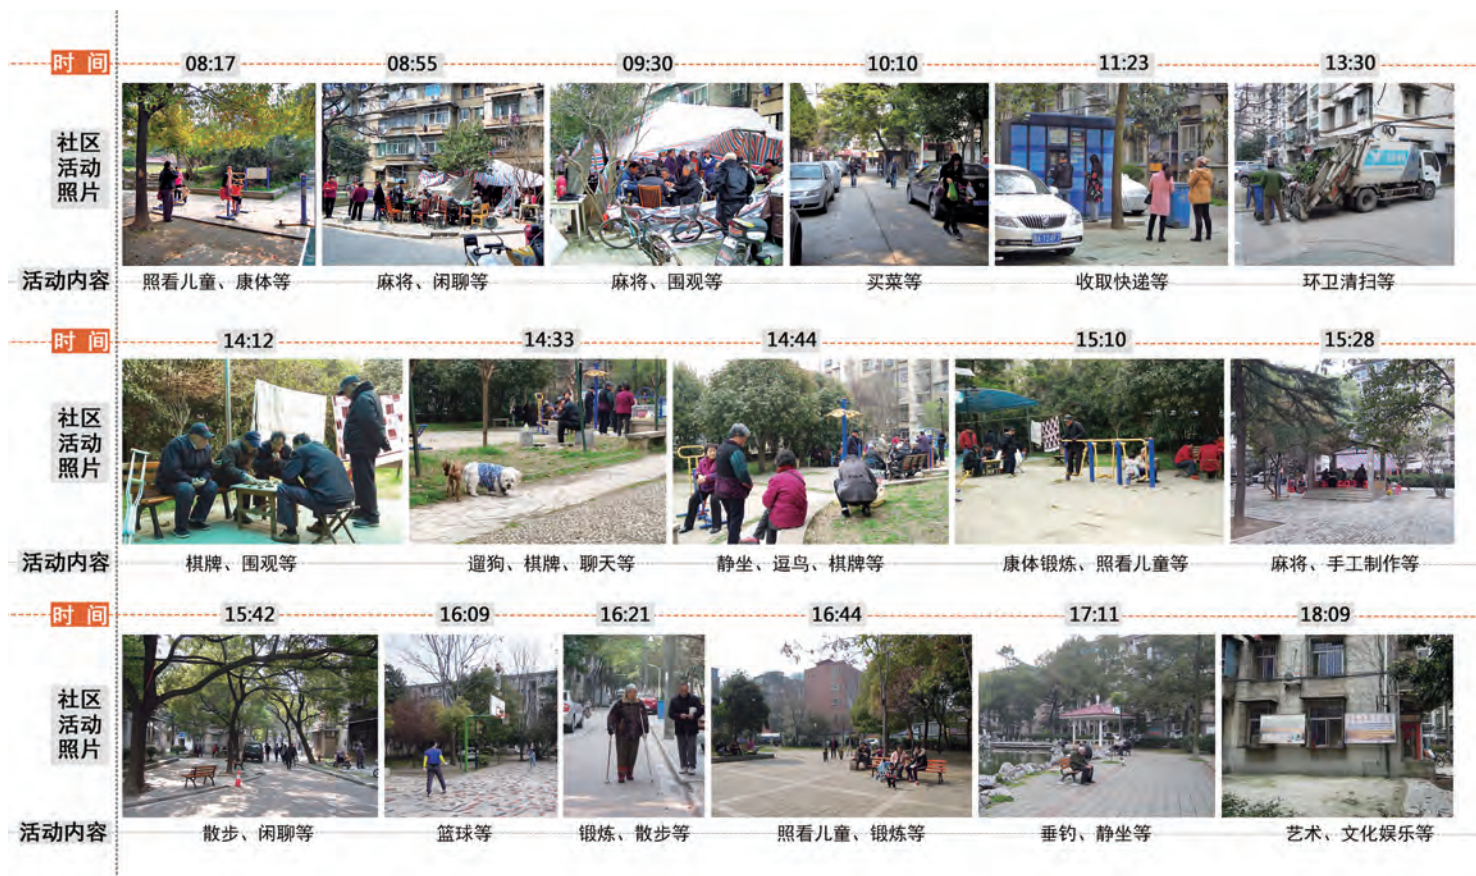 时 间 08:17 08:55 09:30 10:10 11:23 13:30
社区
活动
照片
活动内容 照看儿童、康体等 麻将、闲聊等 麻将、围观等 买菜等 收取快递等 环卫清扫等
时 间 14:12 14:33 14:44 15:10 15:28
社区
活动
照片
活动内容 棋牌、围观等 遛狗、棋牌、聊天等 静坐、逗鸟、棋牌等 康体锻炼、照看儿童等 麻将、手工制作等
时 间 15:42 16:09 16:21 16:44 17:11 18:09
社区
活动
照片
活动内容 散步、闲聊等 篮球等 锻炼、散步等 照看儿童、锻炼等 垂钓、静坐等 艺术、文化娱乐等